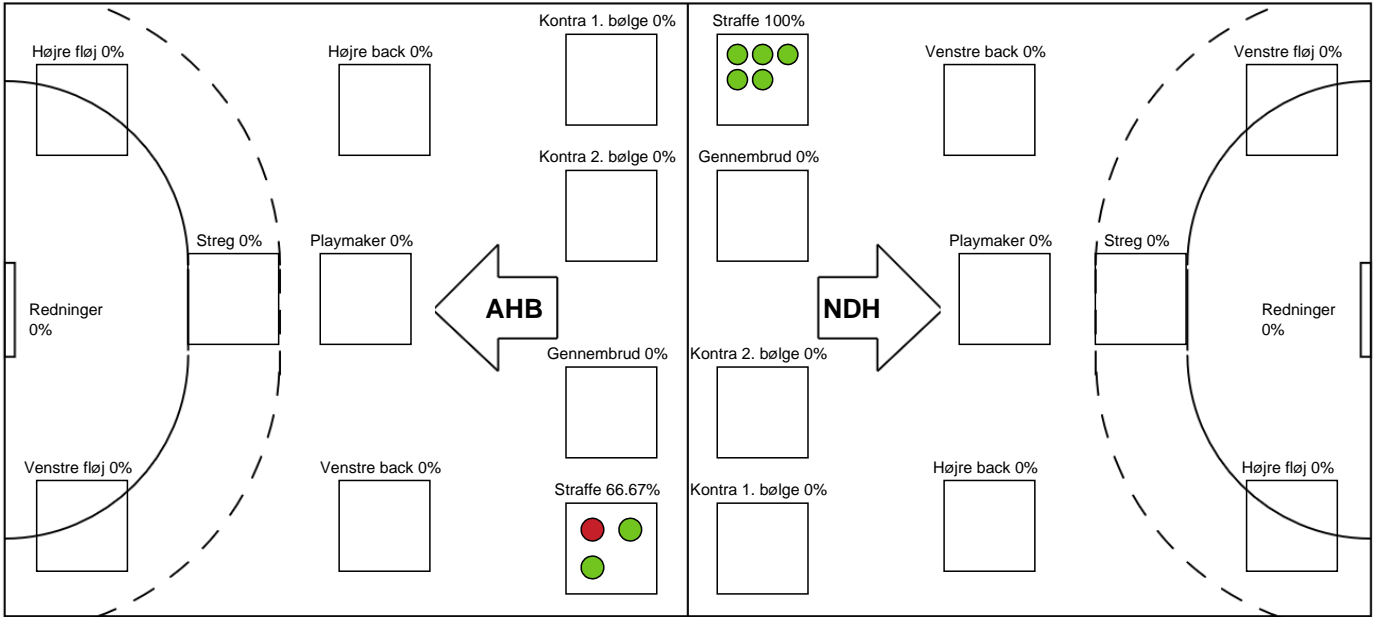 Kontra 1. bølge 0%
Straffe 100%
Højre fløj 0%
Højre back 0%
Venstre back 0%
Venstre fløj 0%
Kontra 2. bølge 0%
Gennembrud 0%
Streg 0%
Playmaker 0%
Playmaker 0%
Streg 0%
Redninger
0%
AHB
NDH
Redninger
0%
Gennembrud 0%
Kontra 2. bølge 0%
Venstre fløj 0%
Venstre back 0%
Højre back 0%
Højre fløj 0%
Straffe 66.67%
Kontra 1. bølge 0%